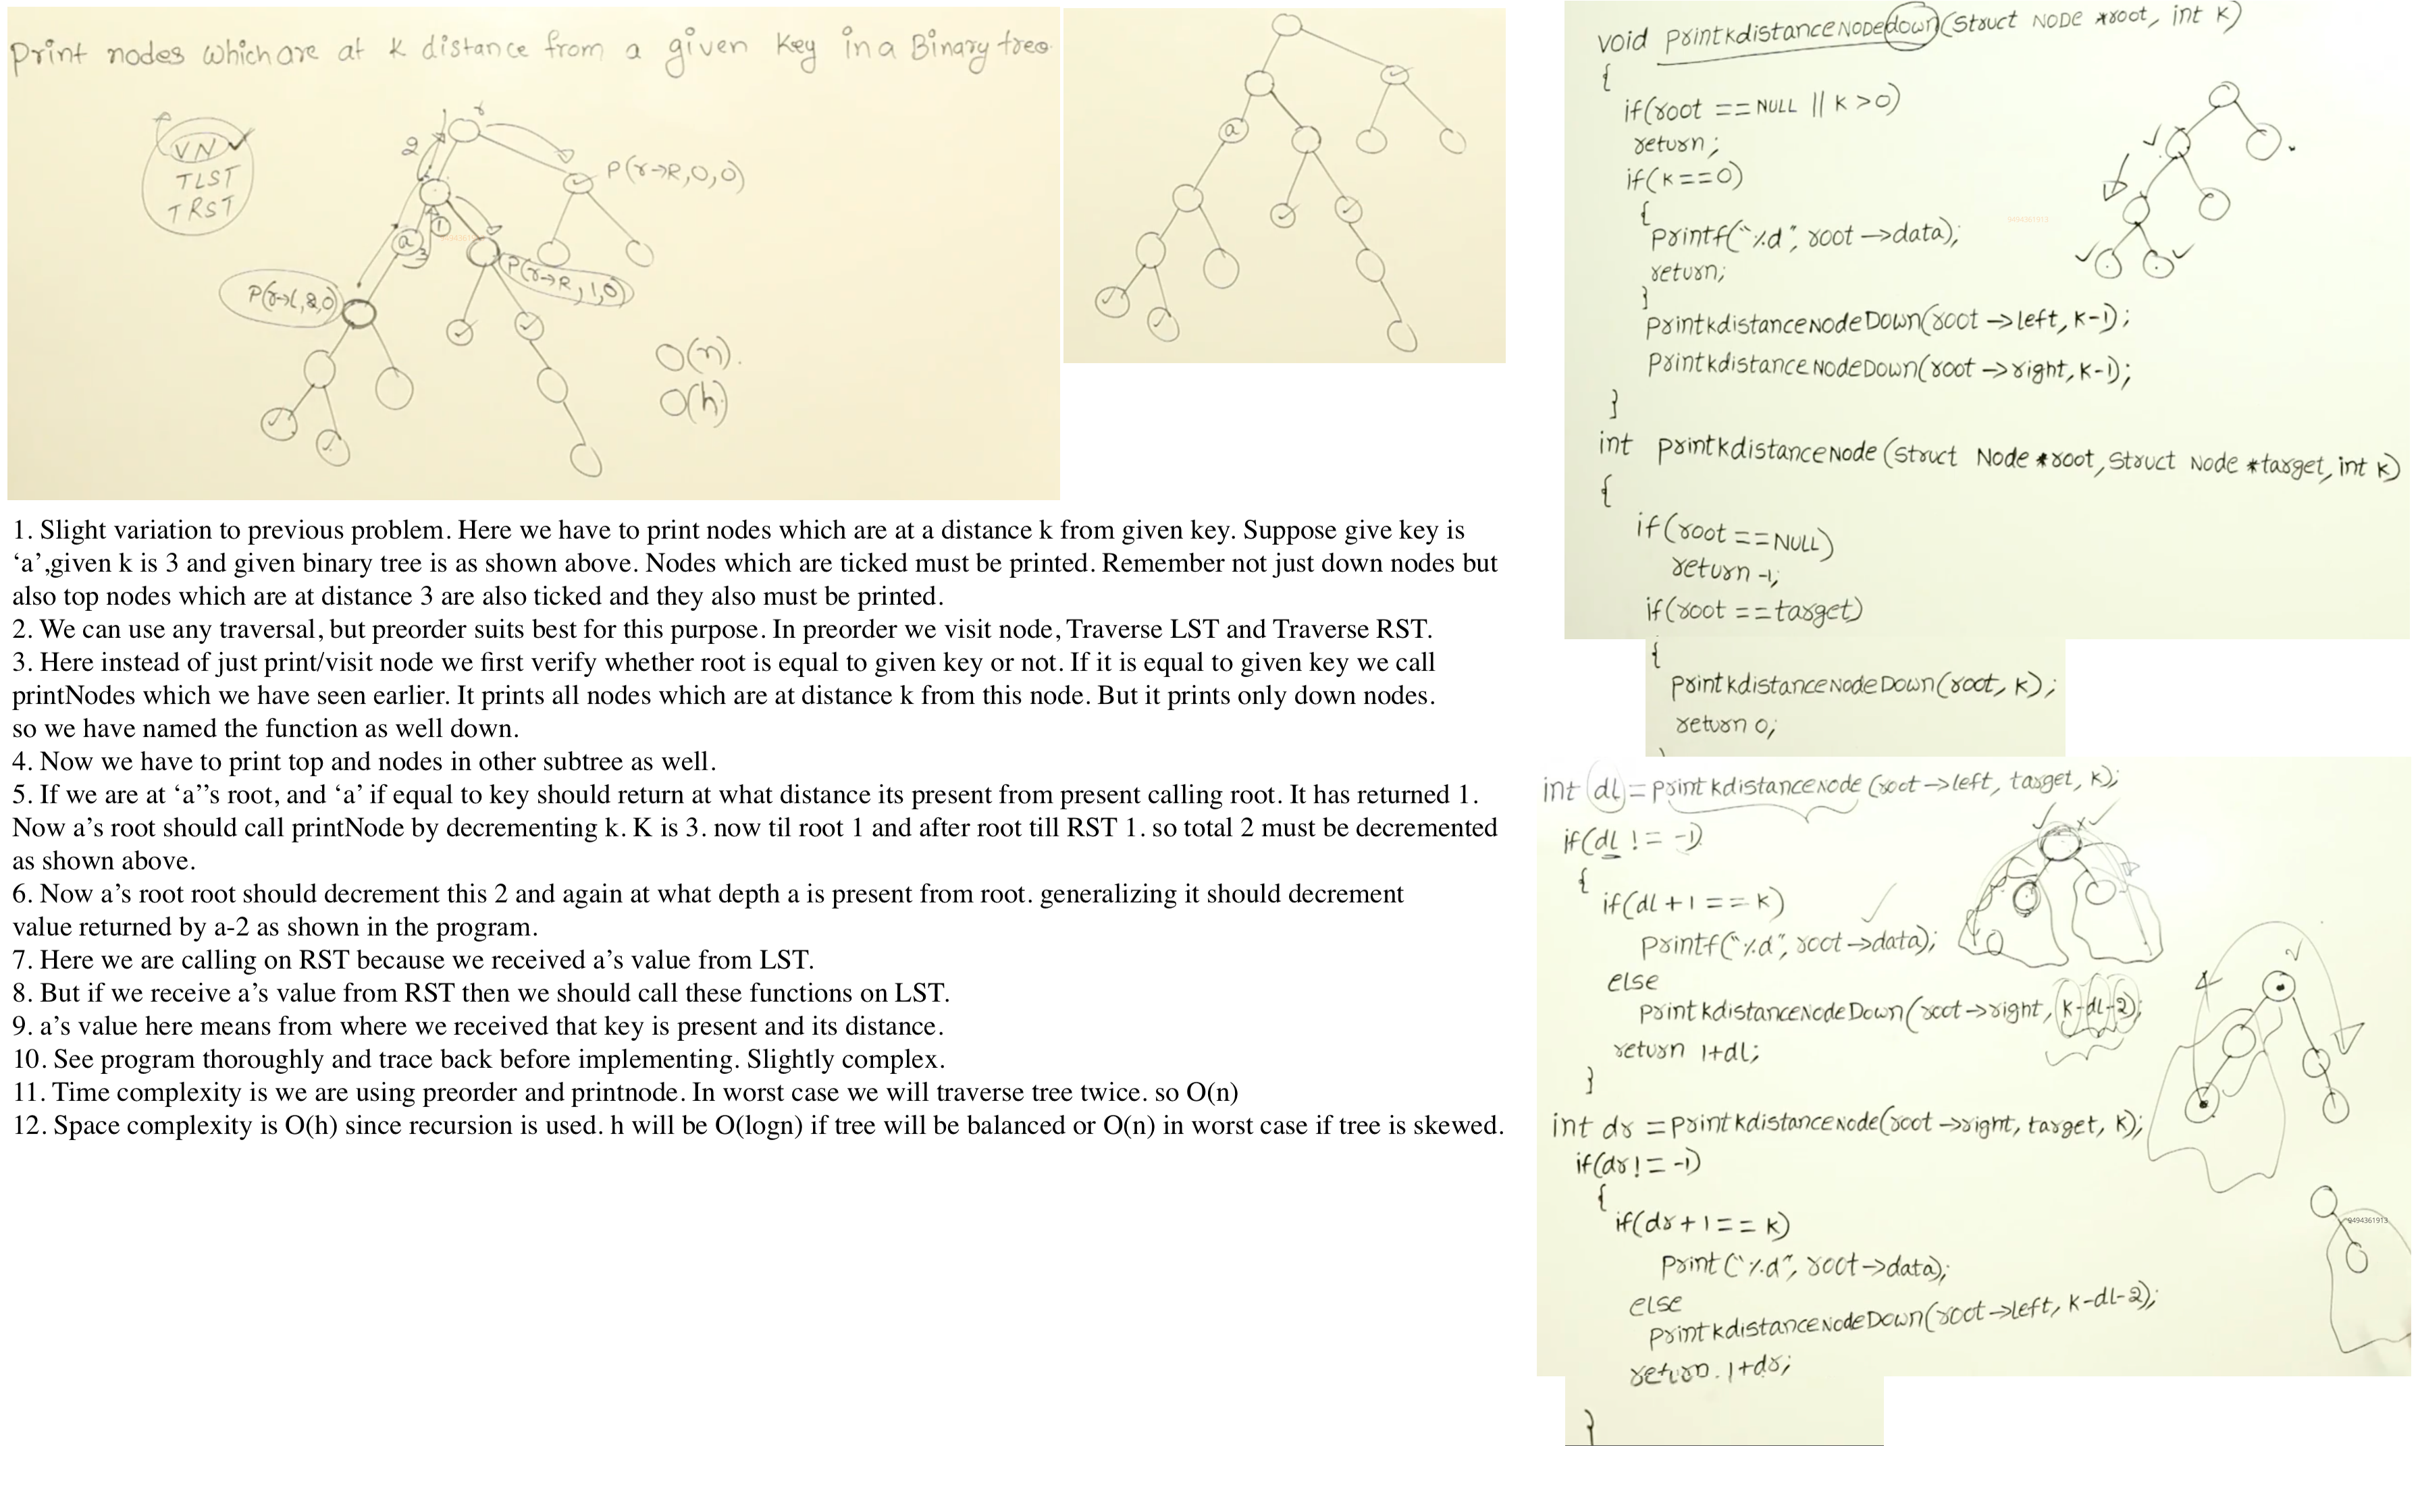 Print nodes which are at k distance from a given Key in a Binary tree
VN
TLST
TRST
r
2
P(r->R,0,0)
1
a
3
P(r->R,1,0)
P(r->L,2,0)
O(n).
O(h)
a
1. Slight variation to previous problem. Here we have to print nodes which are at a distance k from given key. Suppose give key is
‘a’,given k is 3 and given binary tree is as shown above. Nodes which are ticked must be printed. Remember not just down nodes but
also top nodes which are at distance 3 are also ticked and they also must be printed.
2. We can use any traversal, but preorder suits best for this purpose. In preorder we visit node, Traverse LST and Traverse RST.
3. Here instead of just print/visit node we first verify whether root is equal to given key or not. If it is equal to given key we call
printNodes which we have seen earlier. It prints all nodes which are at distance k from this node. But it prints only down nodes.
so we have named the function as well down.
4. Now we have to print top and nodes in other subtree as well.
5. If we are at ‘a’’s root, and ‘a’ if equal to key should return at what distance its present from present calling root. It has returned 1.
Now a’s root should call printNode by decrementing k. K is 3. now til root 1 and after root till RST 1. so total 2 must be decremented
as shown above.
6. Now a’s root root should decrement this 2 and again at what depth a is present from root. generalizing it should decrement
value returned by a-2 as shown in the program.
7. Here we are calling on RST because we received a’s value from LST.
8. But if we receive a’s value from RST then we should call these functions on LST.
9. a’s value here means from where we received that key is present and its distance.
10. See program thoroughly and trace back before implementing. Slightly complex.
11. Time complexity is we are using preorder and printnode. In worst case we will traverse tree twice. so O(n)
12. Space complexity is O(h) since recursion is used. h will be O(logn) if tree will be balanced or O(n) in worst case if tree is skewed.
void printkdistanceNODEdown(Struct NODE *root, int k)
{
if(root ==NULL || k >0)
return;
if(k==0)
{
printf("%d", root ->data);
return;
}
printkdistanceNodeDown(root ->left, k-1);
printkdistanceNodeDown(root ->right, k-1);
}
int printkdistanceNode (struct Node *root, struct Node *target, int k)
{
if(root ==NULL)
return -1;
if(root ==target)
{
printkdistanceNodeDown(root, k);
return 0;
int dl = printkdistanceNode (root ->left, target, k);
if(dl != -1)
{
if(dl +1 == k)
printf("%d", root ->data);
else
printkdistanceNodeDown(root ->right, k-dl-2);
return 1+dl;
}
int dr =printkdistanceNode(root ->right, target, k);
if(dr != -1)
{
if(dr +1 == k)
print("%d", root ->data);
else
printkdistanceNodeDown(root ->left, k-dl-2);
return. 1+dr;
}
9494361913
9494361913